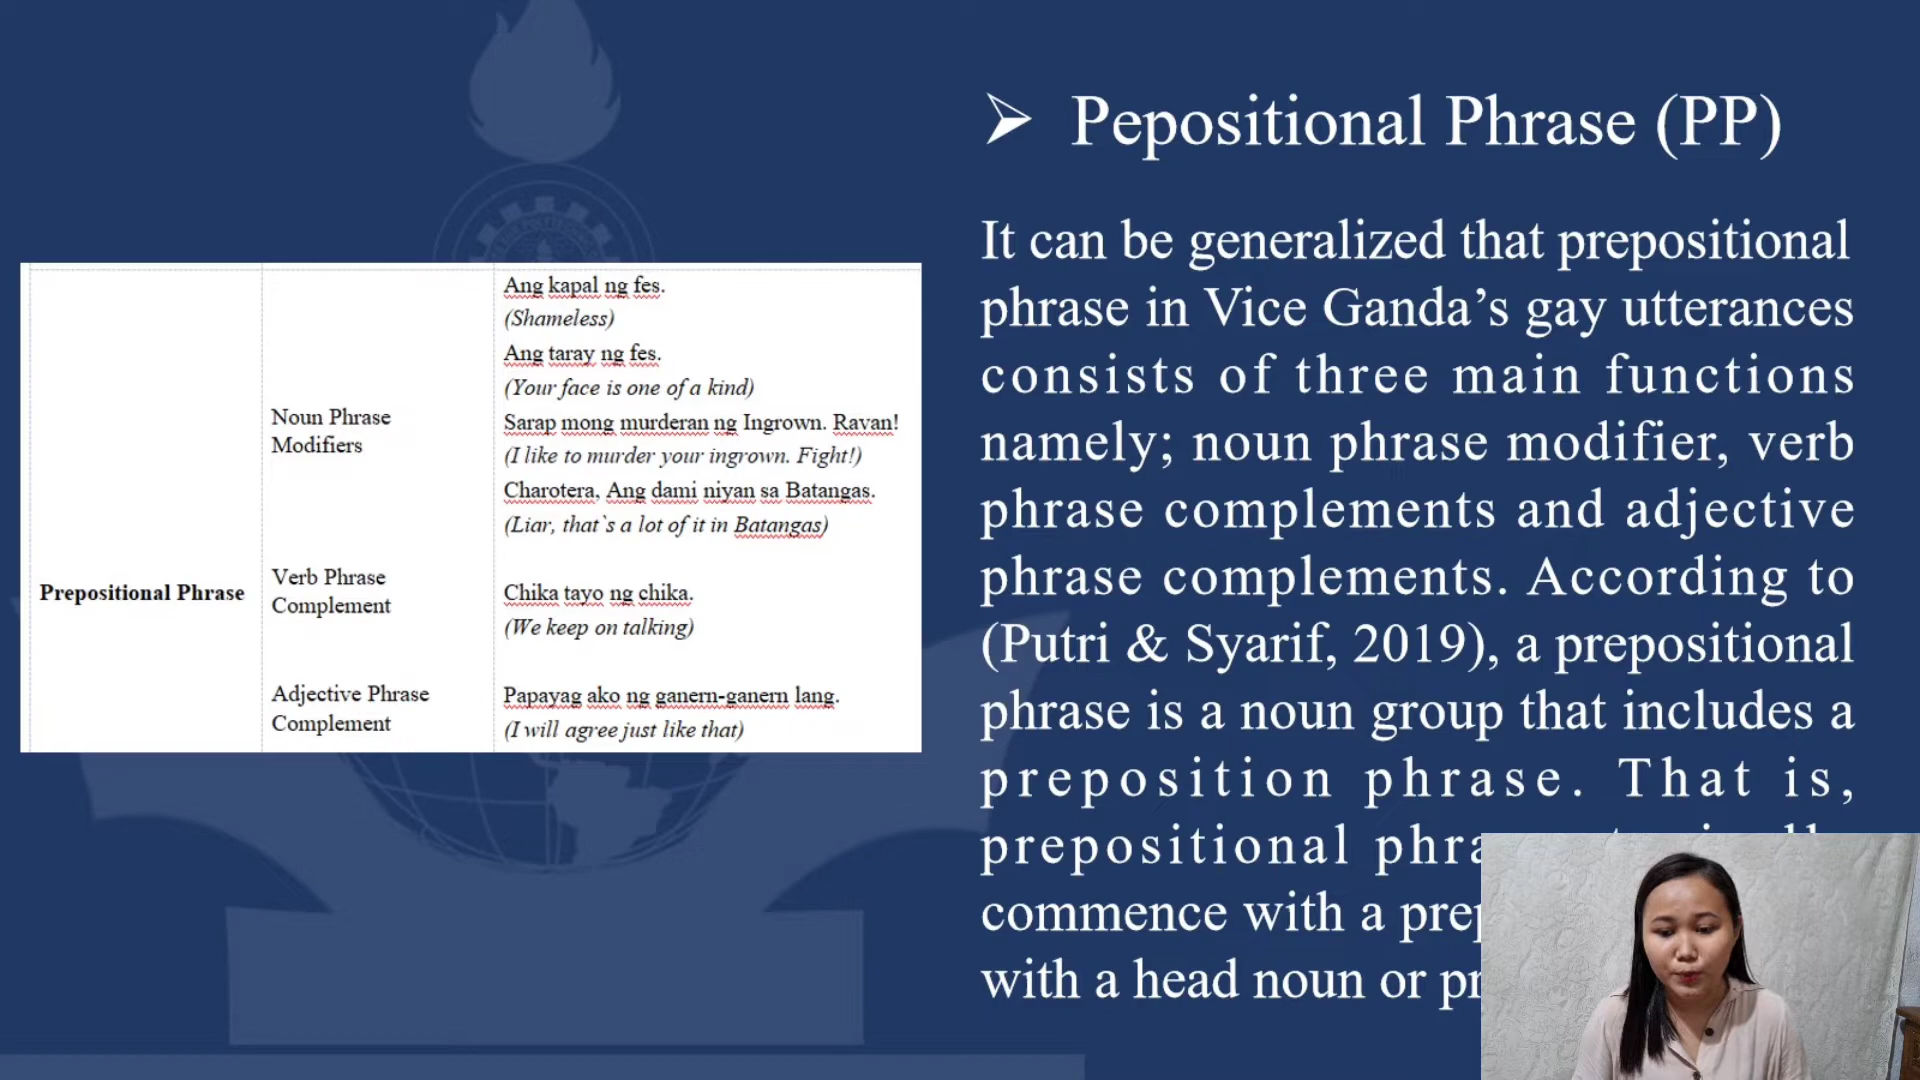 ➢ Pepositional Phrase (PP)
It can be generalized that prepositional
phrase in Vice Ganda’s gay utterances
consists of three main functions
namely; noun phrase modifier, verb
phrase complements and adjective
phrase complements. According to
(Putri & Syarif, 2019), a prepositional
phrase is a noun group that includes a
preposition phrase. That is,
prepositional
commence with a
with a head noun or
Prepositional Phrase
Noun Phrase
Modifiers
Ang kapal ng fes.
(Shameless)
Ang taray ng fes.
(Your face is one of a kind)
Sarap mong murderan ng Ingrown. Ravan!
(I like to murder your ingrown. Fight!)
Charotera, Ang dami niyan sa Batangas.
(Liar, that`s a lot of it in Batangas)
Verb Phrase
Complement
Chika tayo ng chika.
(We keep on talking)
Adjective Phrase
Complement
Papayag ako ng ganern-ganern lang.
(I will agree just like that)